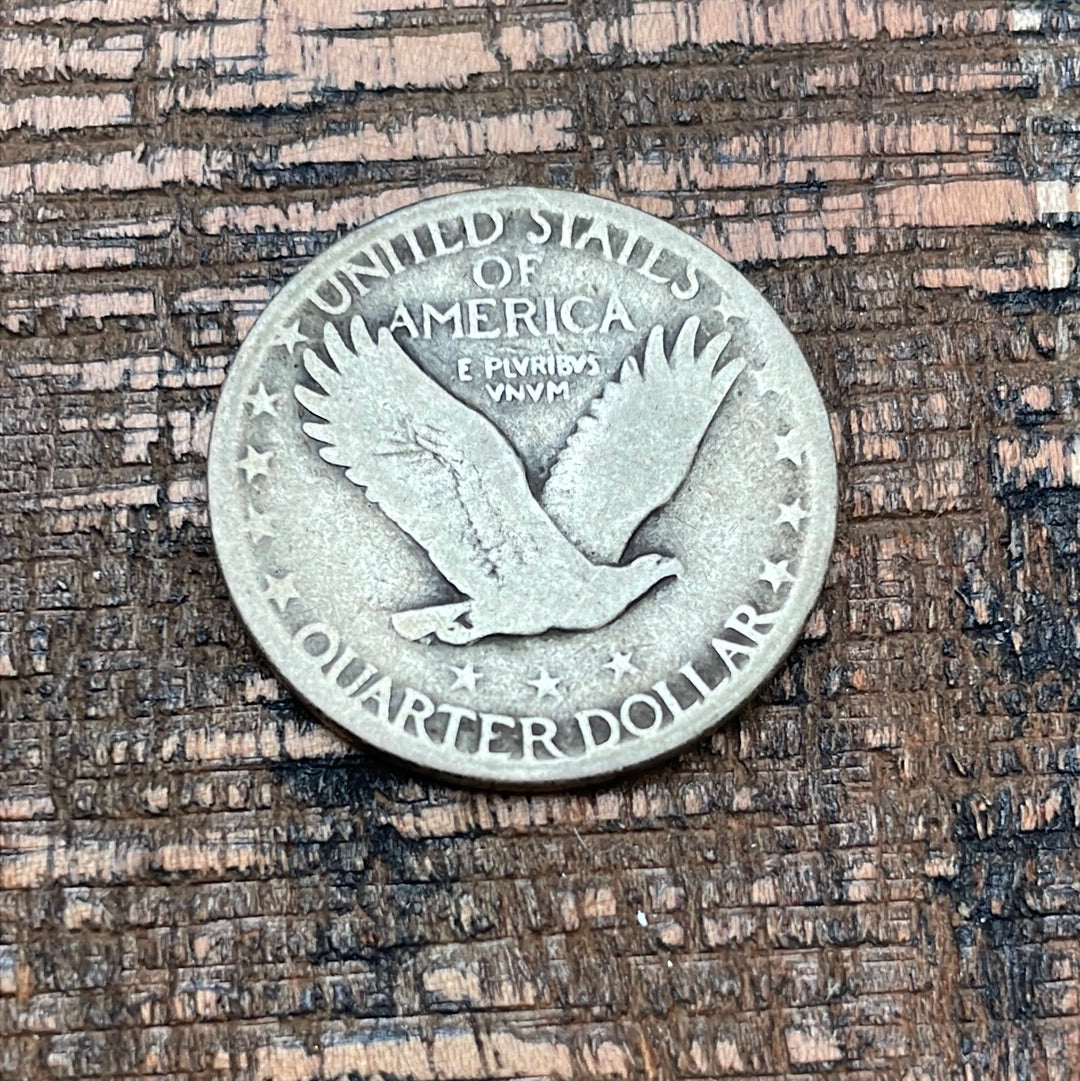 UNITED STATES
OF
AMERICA
E PLVRIBVS
VNVM
QUARTER DOLLAR